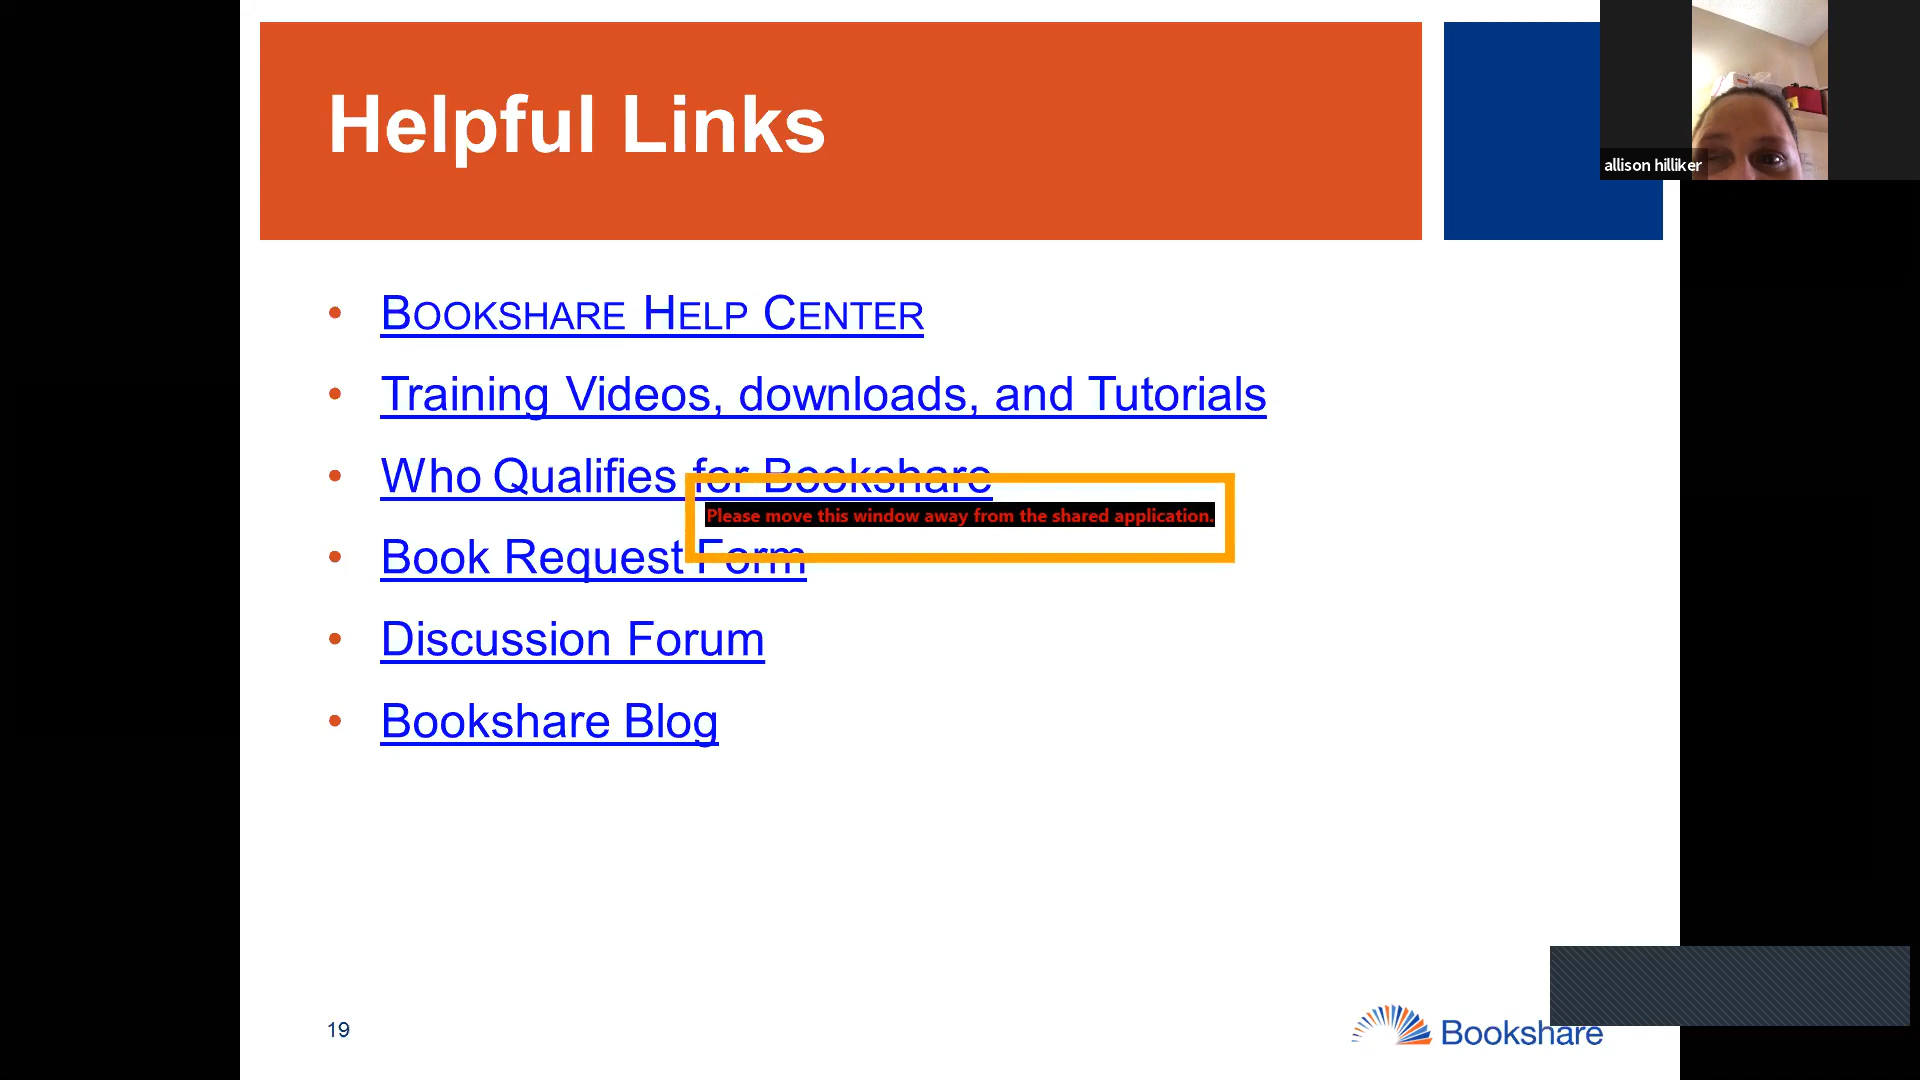 Helpful Links
allison hilliker
• BOOKSHARE HELP CENTER
• Training Videos, downloads, and Tutorials
• Who Qualifies for Bookshare
Please move this window away from the shared application.
• Book Request Form
• Discussion Forum
• Bookshare Blog
19
Bookshare